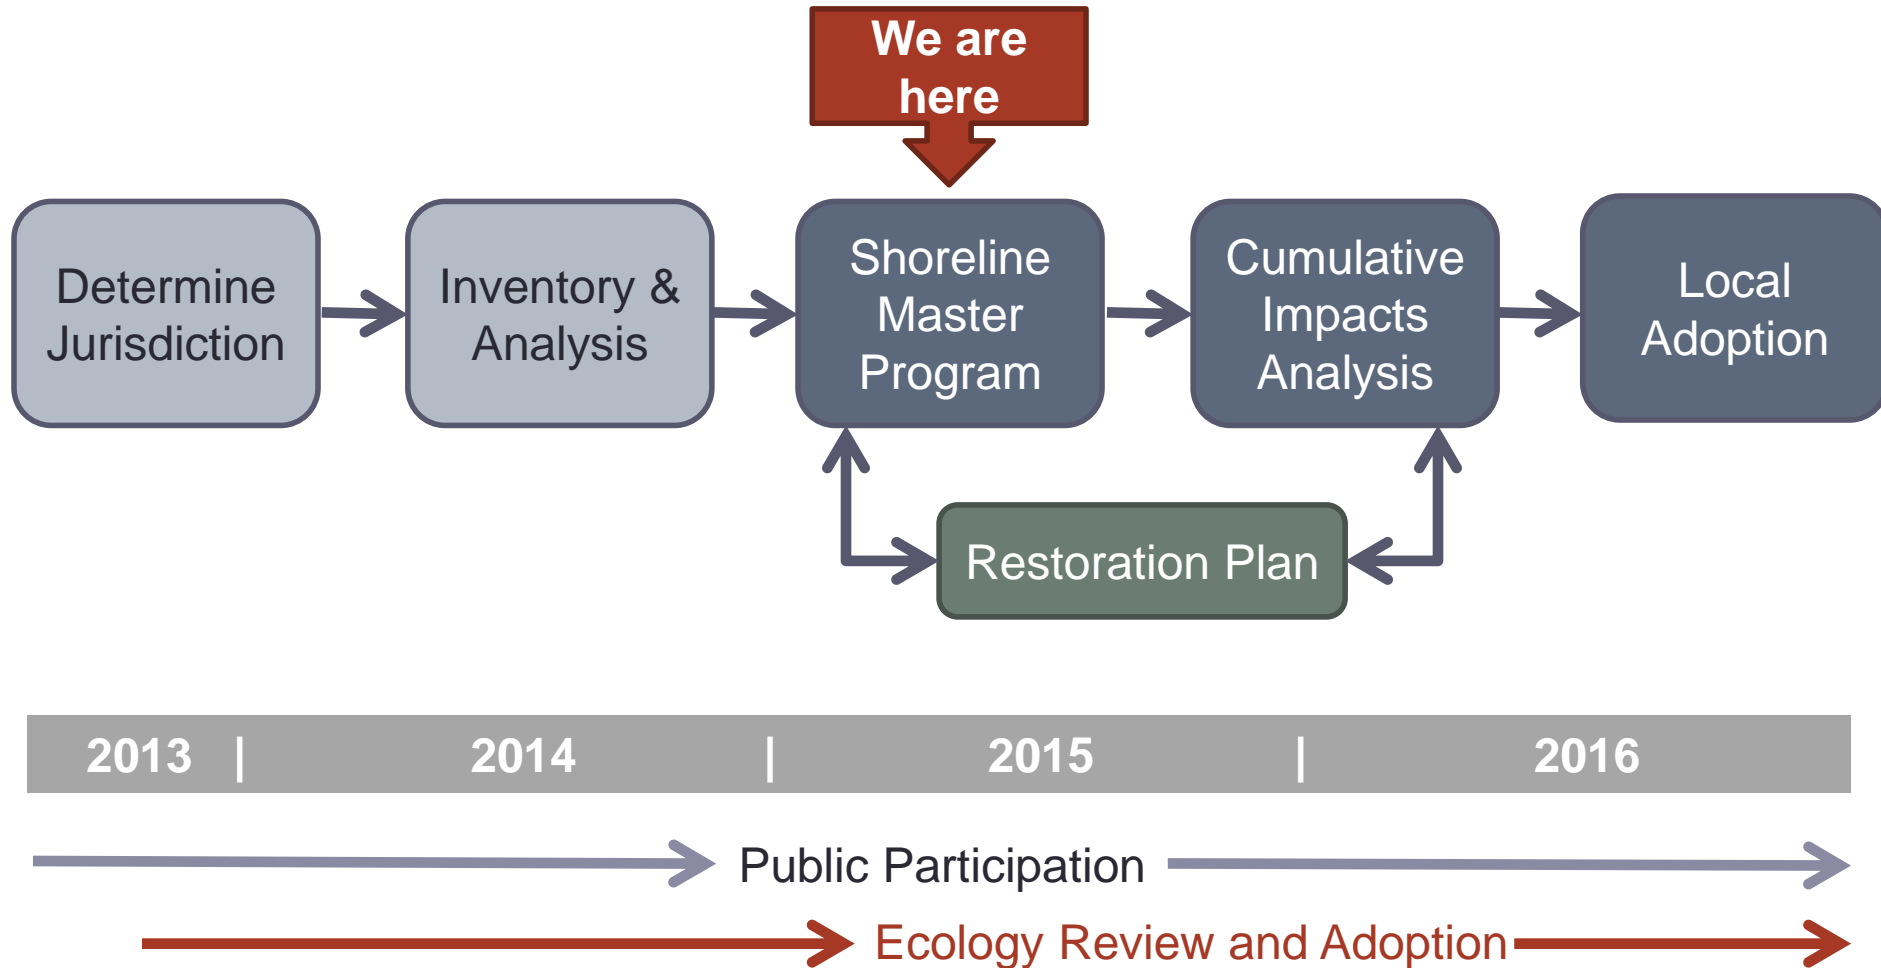 We are
here
Determine
Jurisdiction
Inventory &
Analysis
Shoreline
Master
Program
Cumulative
Impacts
Analysis
Local
Adoption
Restoration Plan
2013 | 2014 | 2015 | 2016
Public Participation
Ecology Review and Adoption